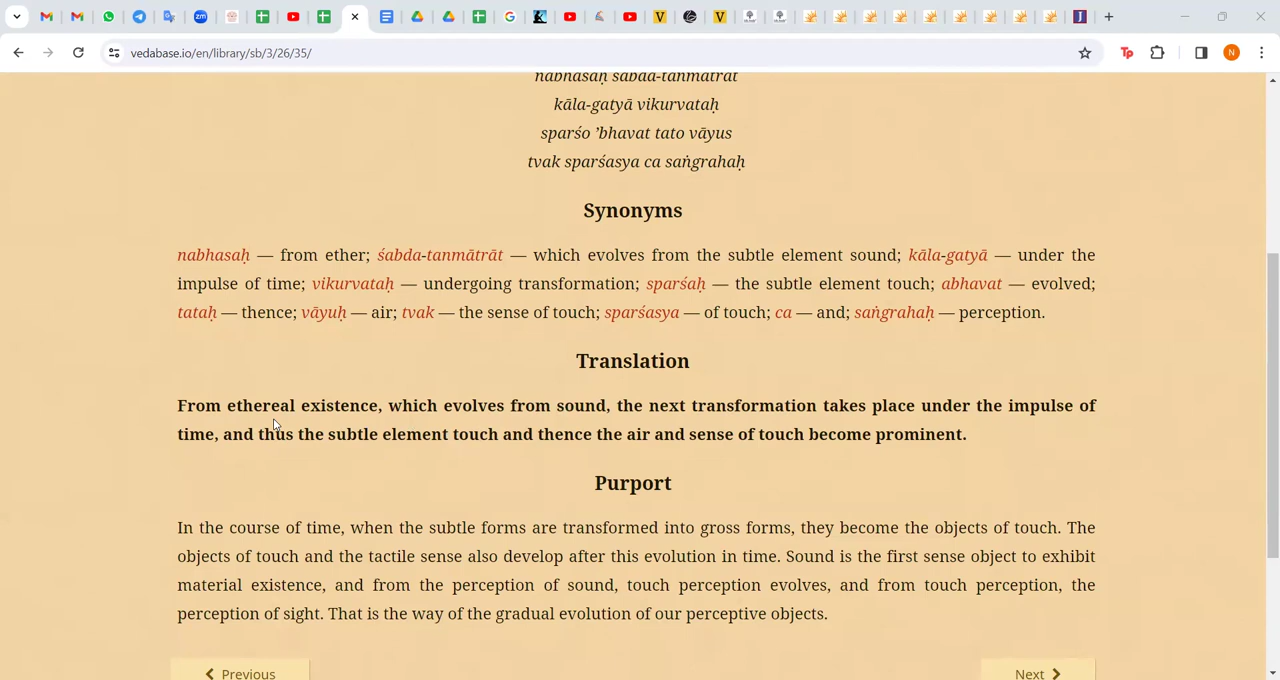 vedabase.io/en/library/sb/3/26/35/
nabhasaḥ śabda-tanmātrāt
kāla-gatyā vikurvataḥ
sparśo ’bhavat tato vāyus
tvak sparśasya ca saṅgrahaḥ
Synonyms
nabhasaḥ — from ether; śabda-tanmātrāt — which evolves from the subtle element sound; kāla-gatyā — under the
impulse of time; vikurvataḥ — undergoing transformation; sparśaḥ — the subtle element touch; abhavat — evolved;
tataḥ — thence; vāyuḥ — air; tvak — the sense of touch; sparśasya — of touch; ca — and; saṅgrahaḥ — perception.
Translation
From ethereal existence, which evolves from sound, the next transformation takes place under the impulse of
time, and thus the subtle element touch and thence the air and sense of touch become prominent.
Purport
In the course of time, when the subtle forms are transformed into gross forms, they become the objects of touch. The
objects of touch and the tactile sense also develop after this evolution in time. Sound is the first sense object to exhibit
material existence, and from the perception of sound, touch perception evolves, and from touch perception, the
perception of sight. That is the way of the gradual evolution of our perceptive objects.
Previous
Next